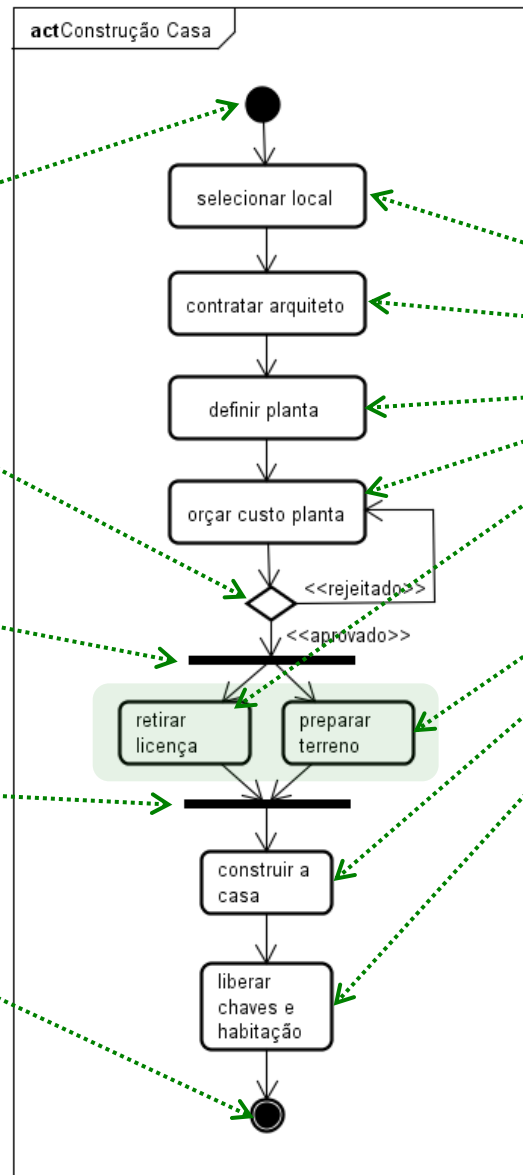 actConstrução Casa
selecionar local
contratar arquiteto
definir planta
orçar custo planta
<<rejeitado>>
<<aprovado>>
retirar
licença
preparar
terreno
construir a
casa
liberar
chaves e
habitação